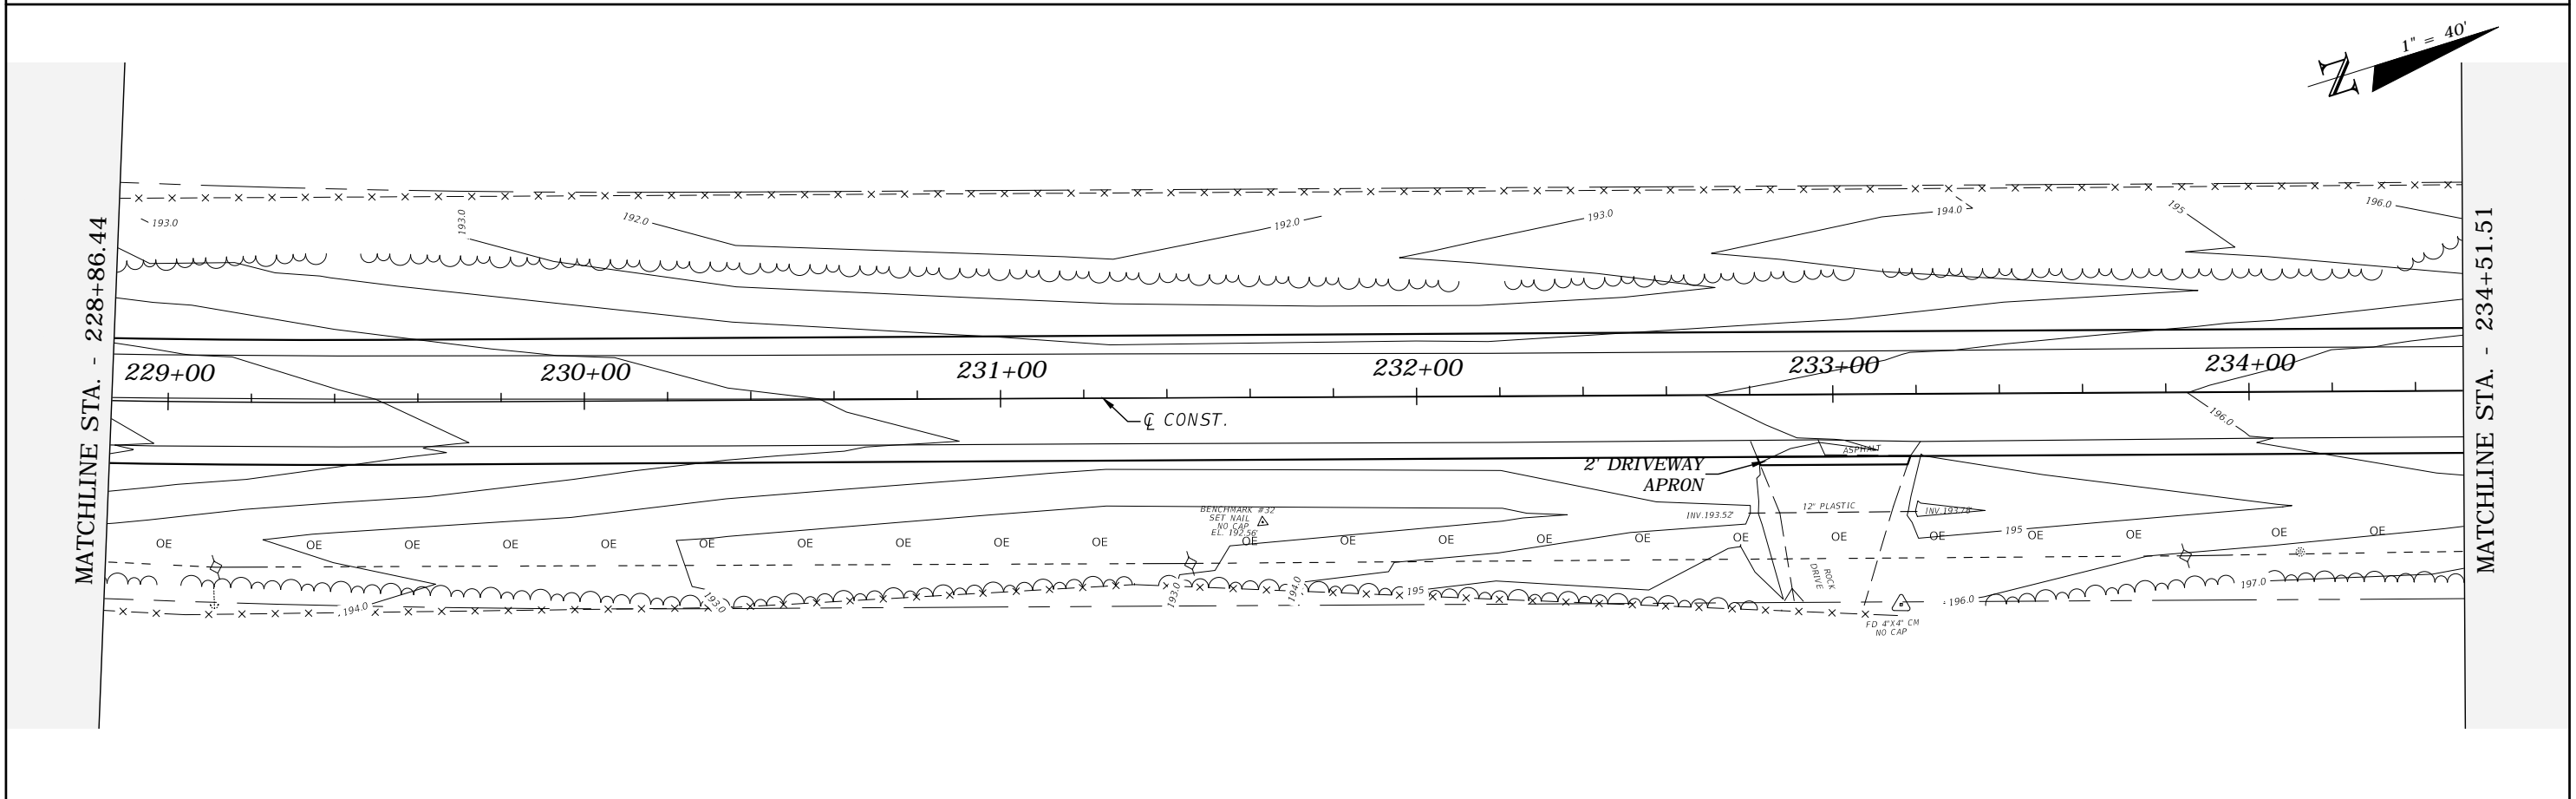 1" = 40'
N
193.0
193.0
192.0
192.0
193.0
194.0
195
196.0
MATCHLINE STA. - 228+86.44
MATCHLINE STA. - 234+51.51
229+00
230+00
231+00
232+00
233+00
234+00
℄ CONST.
196.0
ASPHALT
2' DRIVEWAY
APRON
BENCHMARK #32
SET NAIL
NO CAP
EL. 192.56'
INV.193.52'
12" PLASTIC
195
OE OE OE OE OE OE OE OE OE OE OE OE OE OE OE OE OE OE OE OE OE OE OE
ROCK
DRIVE
194.0
193.0
193.0
194.0
195
196.0
197.0
FD 4"X4" CM
NO CAP